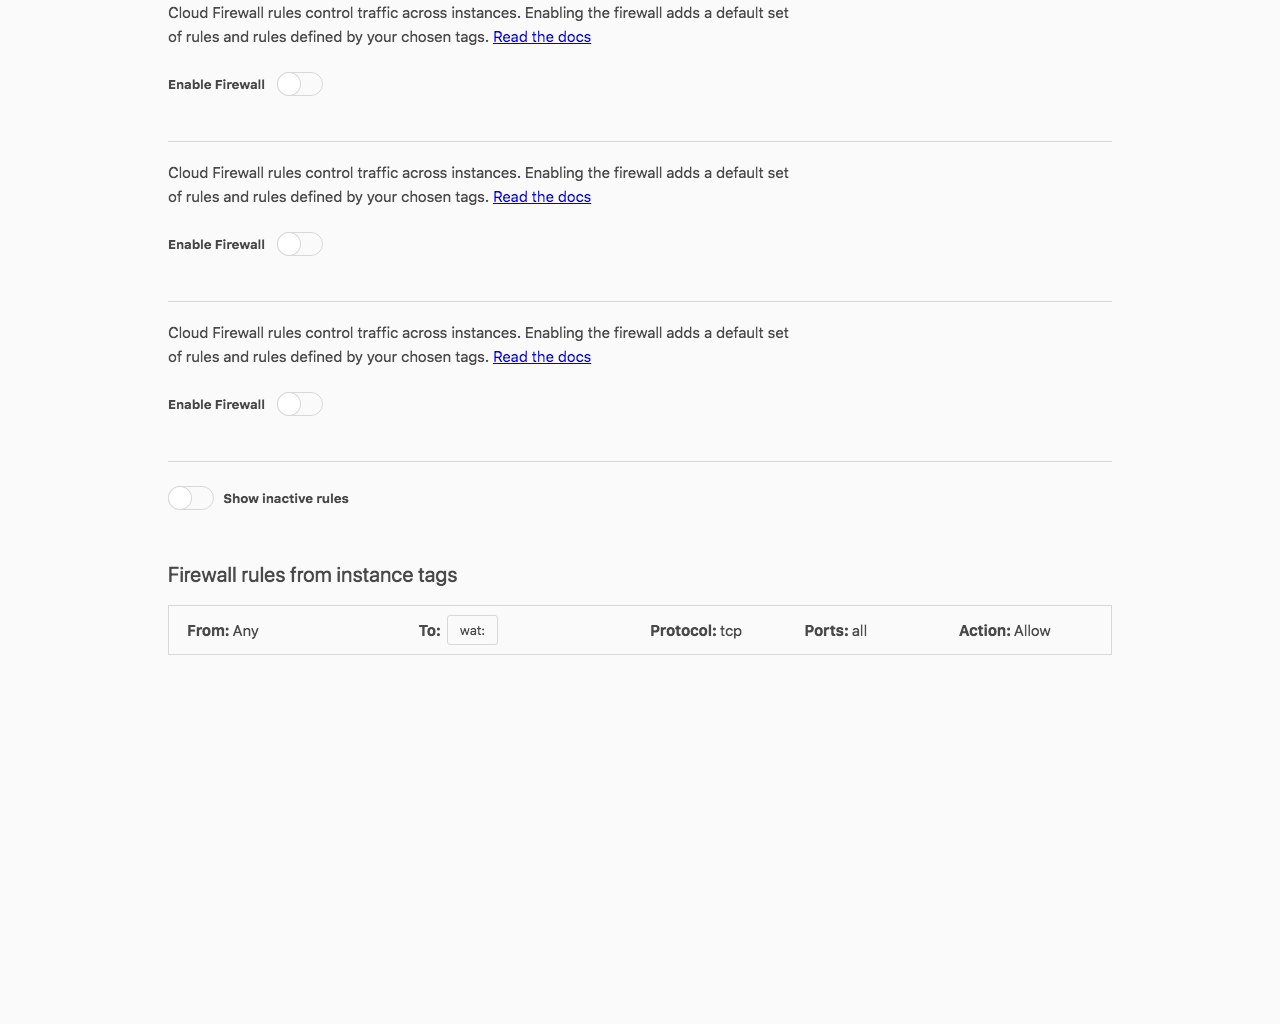 Cloud Firewall rules control traffic across instances. Enabling the firewall adds a default set
of rules and rules defined by your chosen tags. Read the docs
Enable Firewall
Cloud Firewall rules control traffic across instances. Enabling the firewall adds a default set
of rules and rules defined by your chosen tags. Read the docs
Enable Firewall
Cloud Firewall rules control traffic across instances. Enabling the firewall adds a default set
of rules and rules defined by your chosen tags. Read the docs
Enable Firewall
Show inactive rules
Firewall rules from instance tags
From: Any To: wat: Protocol: tcp Ports: all Action: Allow